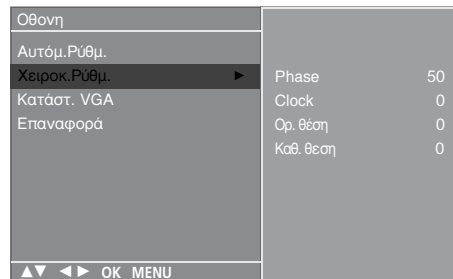 Οθονη
Αυτόμ.Ρύθμ.
Χειροκ.Ρύθμ. ►
Κατάστ. VGA
Επαναφορά
Phase 50
Clock 0
Ορ. θέση 0
Καθ. θεση 0
▲▼ ◄► OK MENU